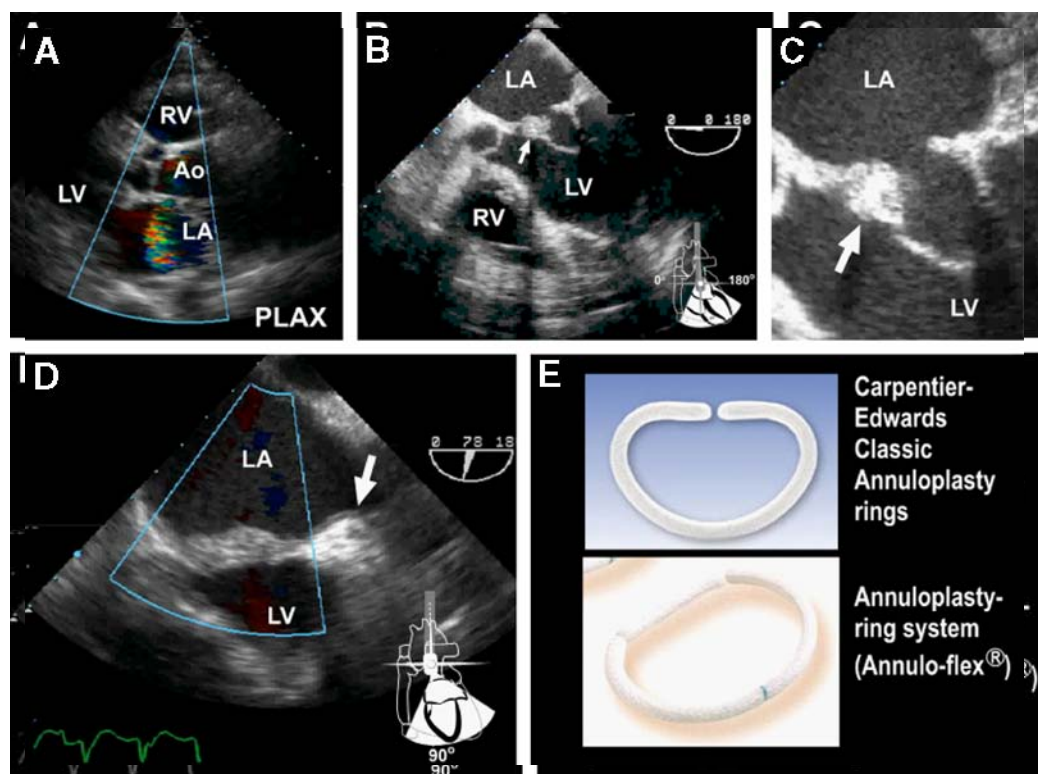 A
RV
Ao
LV
LA
PLAX
B
LA
0 0 180
LV
RV
0 180°
C
LA
LV
D
0 78 18
LA
LV
90°
90°
E
Carpentier-
Edwards
Classic
Annuloplasty
rings
Annuloplasty-
ring system
(Annulo-flex®)